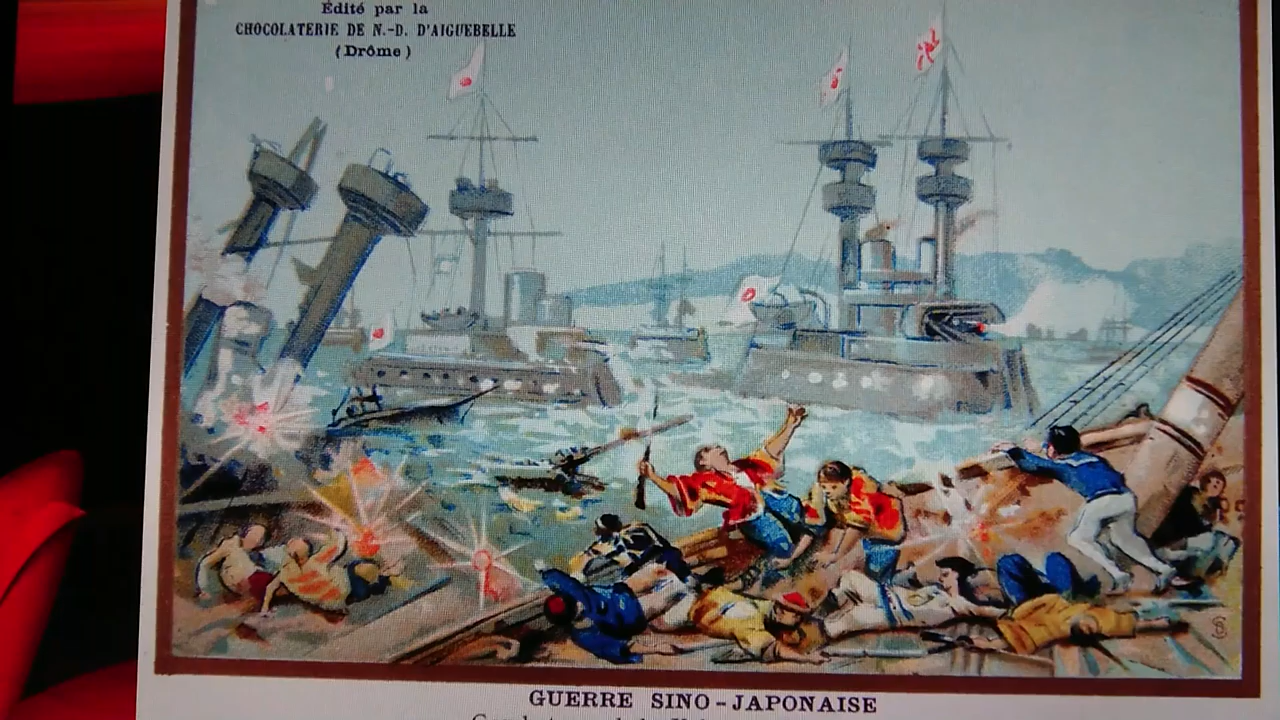 Édité par la
CHOCOLATERIE DE N.-D. D'AIGUEBELLE
(Drôme)
GUERRE SINO-JAPONAISE